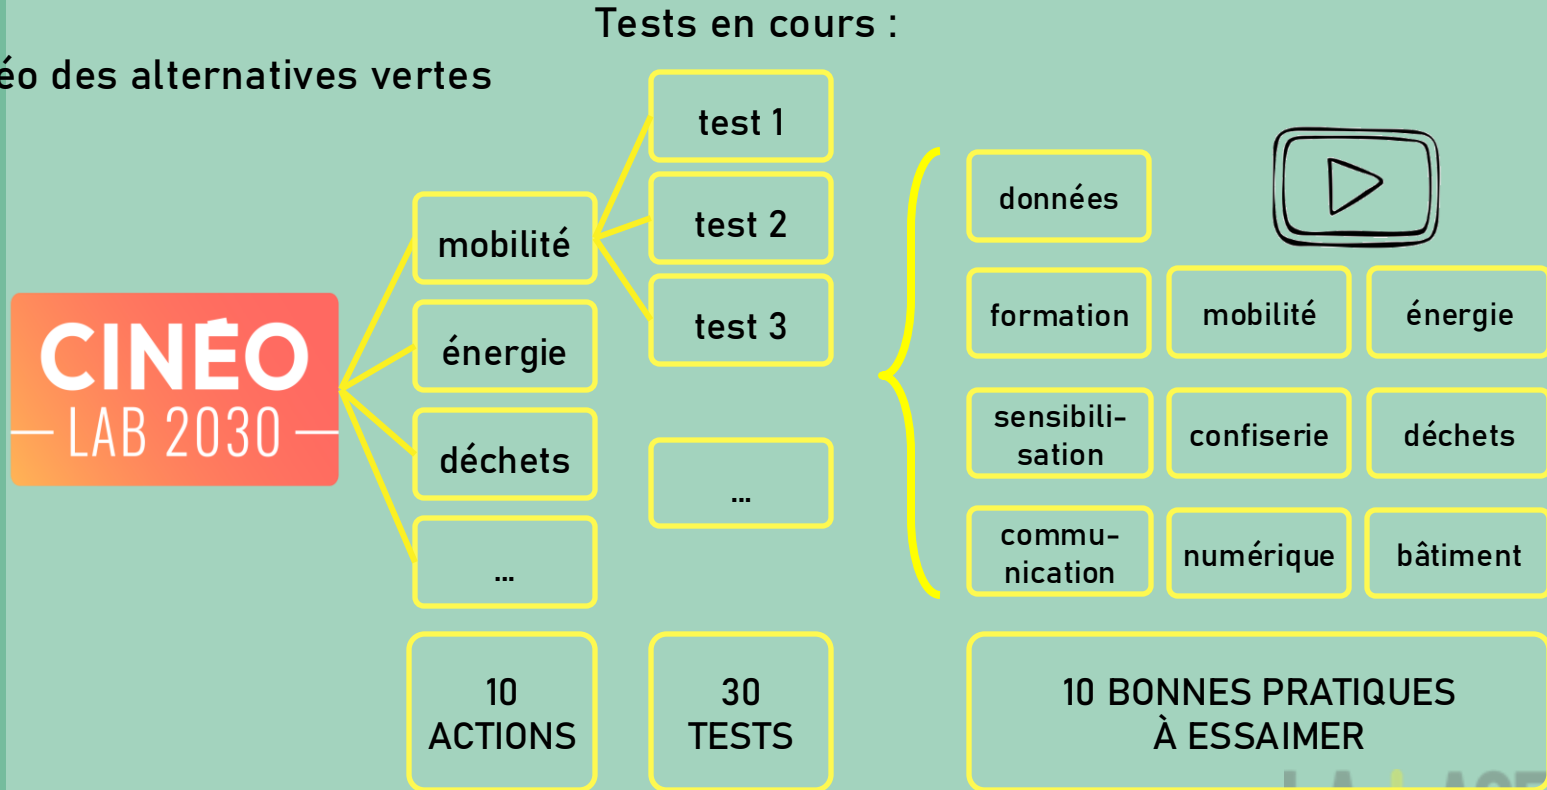 Tests en cours :
éo des alternatives vertes
CINÉO
LAB 2030
mobilité
énergie
déchets
...
test 1
test 2
test 3
...
données
formation
mobilité
énergie
sensibili-
sation
confiserie
déchets
commu-
nication
numérique
bâtiment
10
ACTIONS
30
TESTS
10 BONNES PRATIQUES
À ESSAIMER